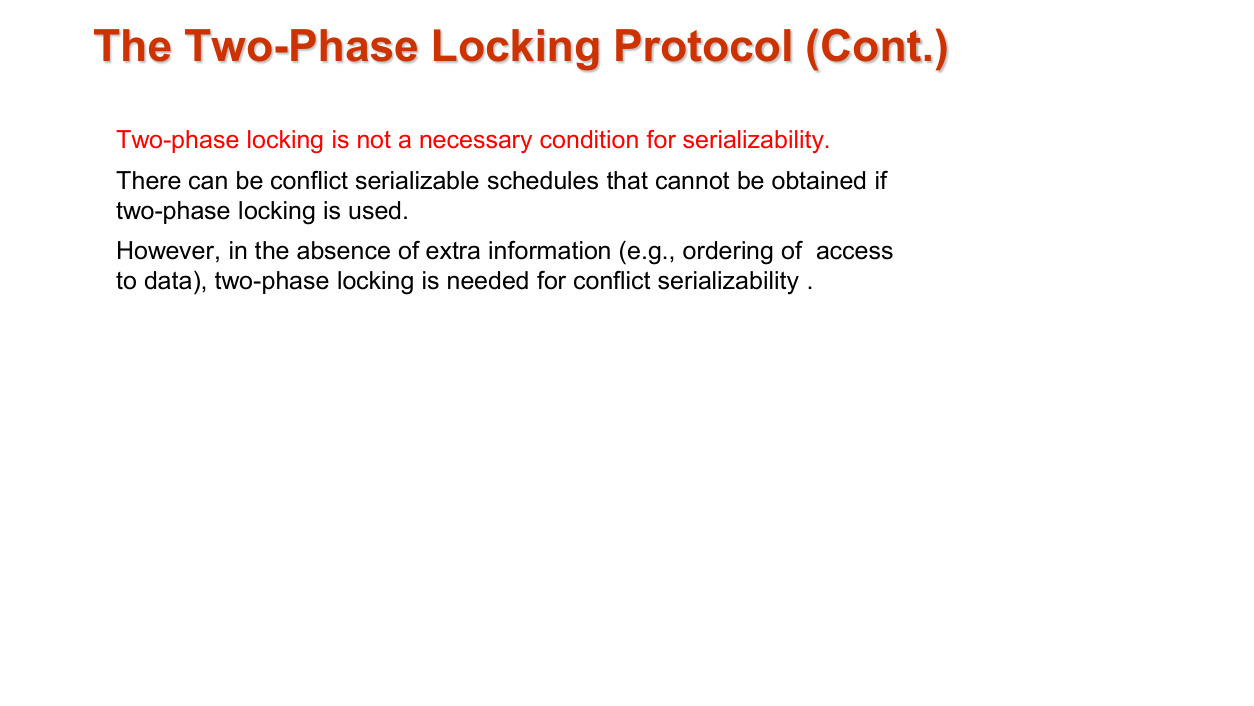 The Two-Phase Locking Protocol (Cont.)
Two-phase locking is not a necessary condition for serializability.
There can be conflict serializable schedules that cannot be obtained if
two-phase locking is used.
However, in the absence of extra information (e.g., ordering of  access
to data), two-phase locking is needed for conflict serializability .